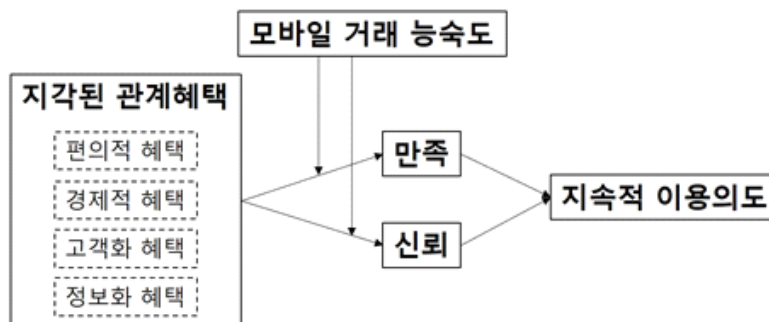 모바일 거래 능숙도
지각된 관계혜택
편의적 혜택
경제적 혜택
고객화 혜택
정보화 혜택
만족
신뢰
지속적 이용의도